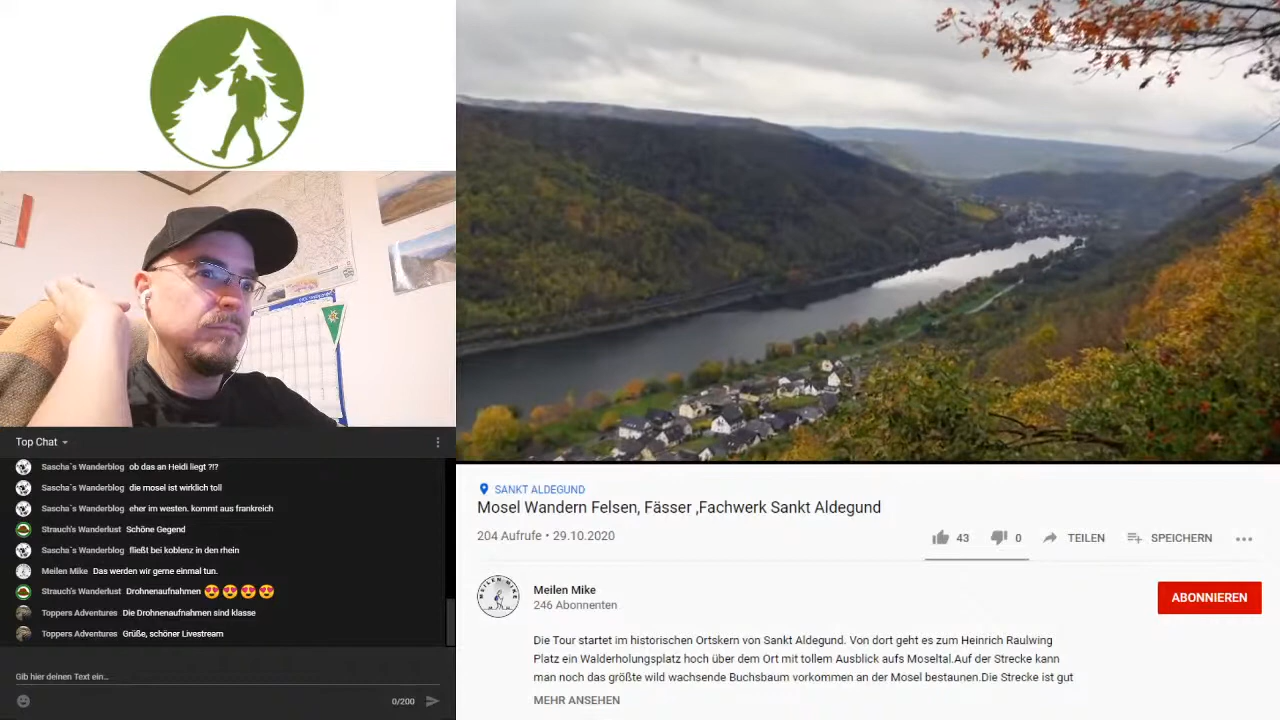 Top Chat
Sascha`s Wanderblog ob das an Heidi liegt ?!?
Sascha`s Wanderblog die mosel ist wirklich toll
Sascha`s Wanderblog eher im westen. kommt aus frankreich
Strauch's Wanderlust Schöne Gegend
Sascha`s Wanderblog fließt bei koblenz in den rhein
Meilen Mike Das werden wir gerne einmal tun.
Strauch's Wanderlust Drohnenaufnahmen 😍😍😍😍
Toppers Adventures Die Drohnenaufnahmen sind klasse
Toppers Adventures Grüße, schöner Livestream
Gib hier deinen Text ein...
0/200
SANKT ALDEGUND
Mosel Wandern Felsen, Fässer ,Fachwerk Sankt Aldegund
204 Aufrufe • 29.10.2020
43 0 TEILEN SPEICHERN
MEILEN MIKE
Meilen Mike
246 Abonnenten
ABONNIEREN
Die Tour startet im historischen Ortskern von Sankt Aldegund. Von dort geht es zum Heinrich Raulwing
Platz ein Walderholungsplatz hoch über dem Ort mit tollem Ausblick aufs Moseltal.Auf der Strecke kann
man noch das größte wild wachsende Buchsbaum vorkommen an der Mosel bestaunen.Die Strecke ist gut
MEHR ANSEHEN